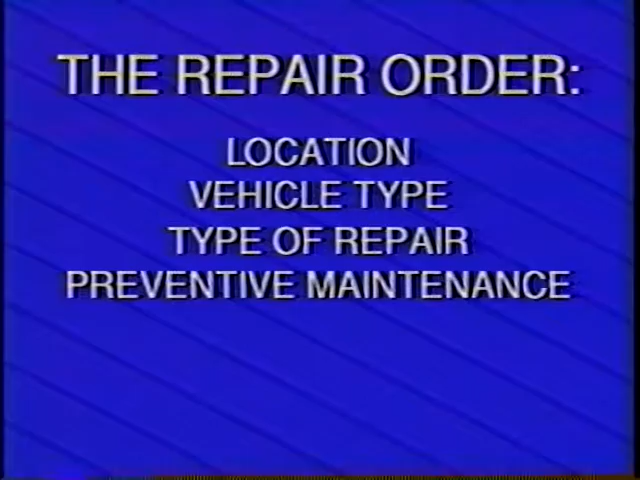 THE REPAIR ORDER:
LOCATION
VEHICLE TYPE
TYPE OF REPAIR
PREVENTIVE MAINTENANCE